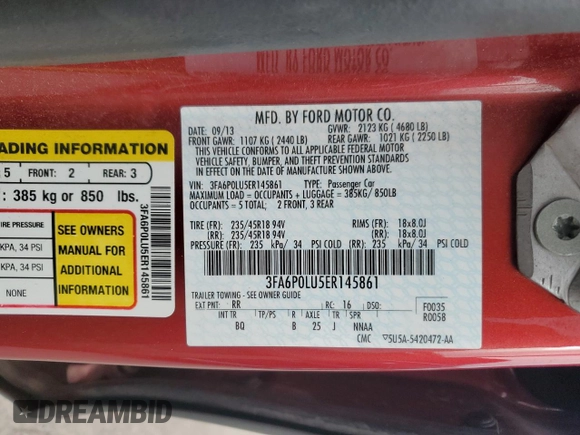 MFD. BY FORD MOTOR CO.
DATE: 09/13 GVWR: 2123 KG ( 4680 LB)
FRONT GAWR: 1107 KG ( 2440 LB) REAR GAWR: 1021 KG ( 2250 LB)
THIS VEHICLE CONFORMS TO ALL APPLICABLE FEDERAL MOTOR
VEHICLE SAFETY, BUMPER, AND THEFT PREVENTION STANDARDS
IN EFFECT ON THE DATE OF MANUFACTURE SHOWN ABOVE.
VIN: 3FA6P0LU5ER145861 TYPE: Passenger Car
MAXIMUM LOAD = OCCUPANTS + LUGGAGE = 385KG/ 850LB
OCCUPANTS = 5 TOTAL: 2 FRONT, 3 REAR
TIRE (FR): 235/45R18 94V RIMS (FR): 18x8.0J
(RR): 235/45R18 94V (RR): 18x8.0J
PRESSURE (FR): 235 kPa/ 34 PSI COLD (RR): 235 kPa/ 34 PSI COLD
3FA6P0LU5ER145861
TRAILER TOWING - SEE OWNER GUIDE
EXT PNT: RR RC: 16 DSO: F0035
R0058
INT TR TP/PS R AXLE TR SPR
BQ B 25 J NNAA
CMC SU5A-5420472-AA
ADING INFORMATION
5 FRONT: 2 REAR: 3
: 385 kg or 850 lbs.
RE PRESSURE
KPA, 34 PSI
KPA, 34 PSI
NONE
SEE OWNERS
MANUAL FOR
ADDITIONAL
INFORMATION
3FA6P0LU5ER145861
DREAMBID